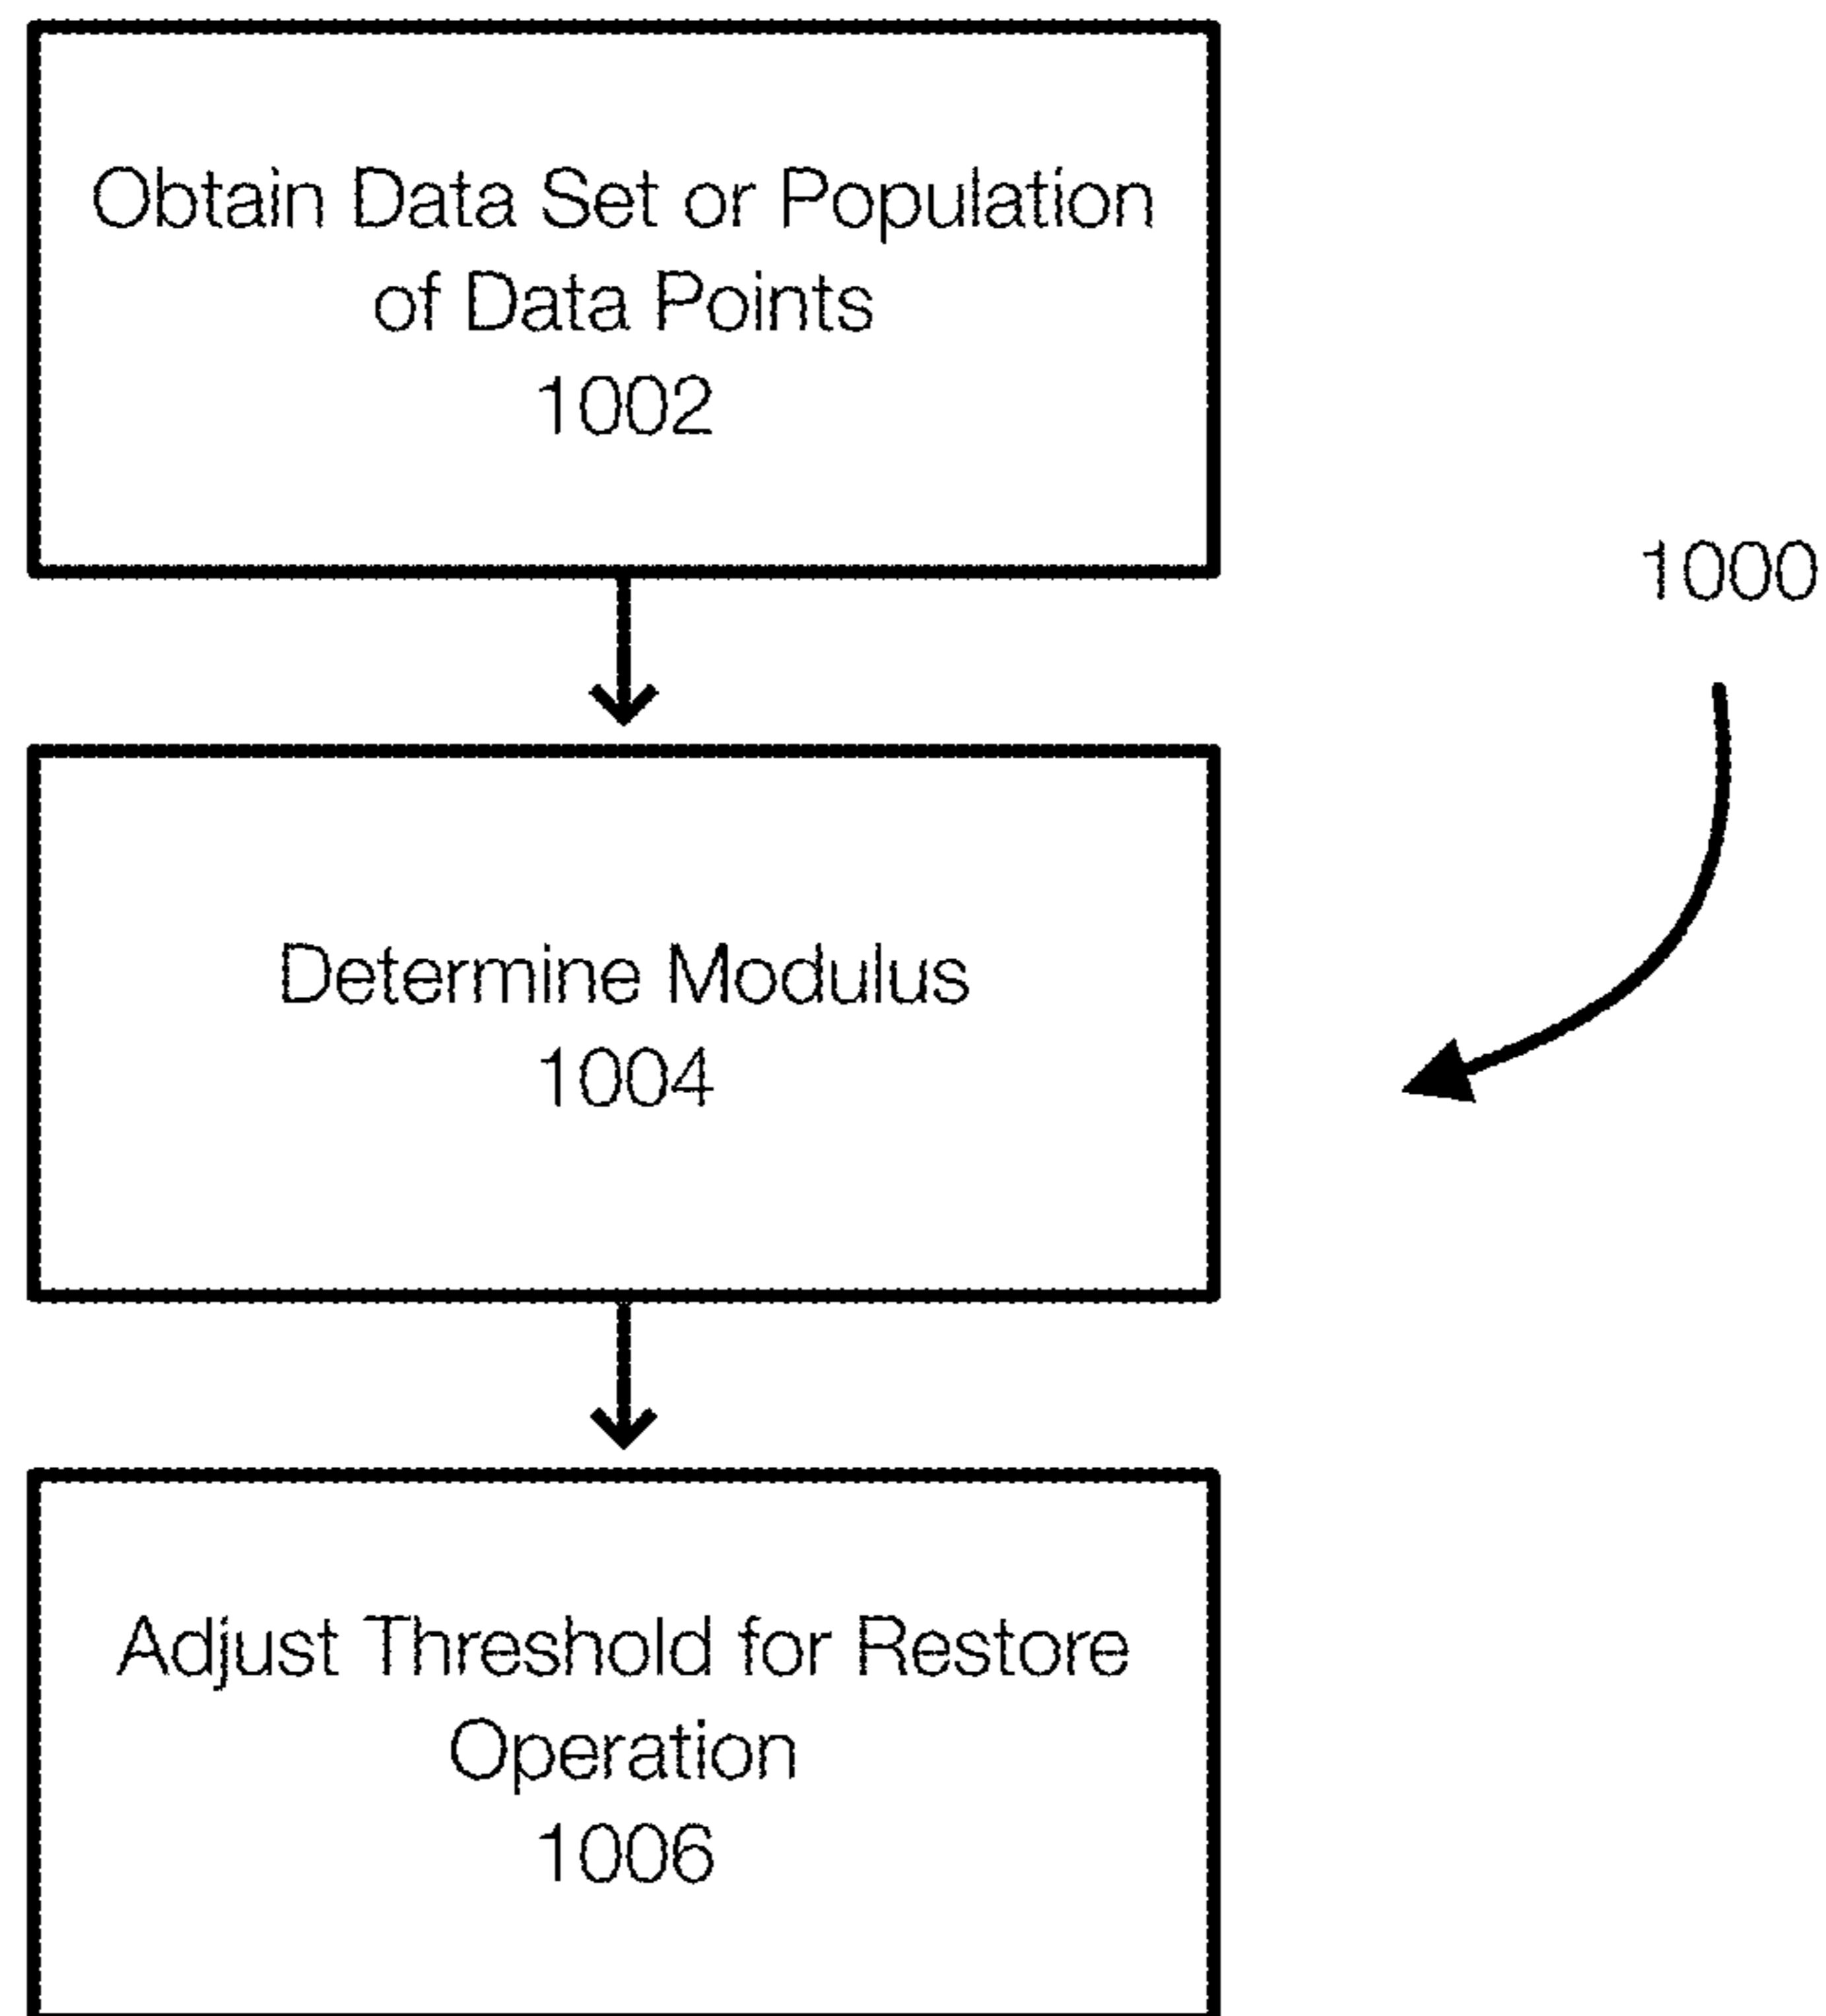 Obtain Data Set or Population
of Data Points
1002
1000
Determine Modulus
1004
Adjust Threshold for Restore
Operation
1006